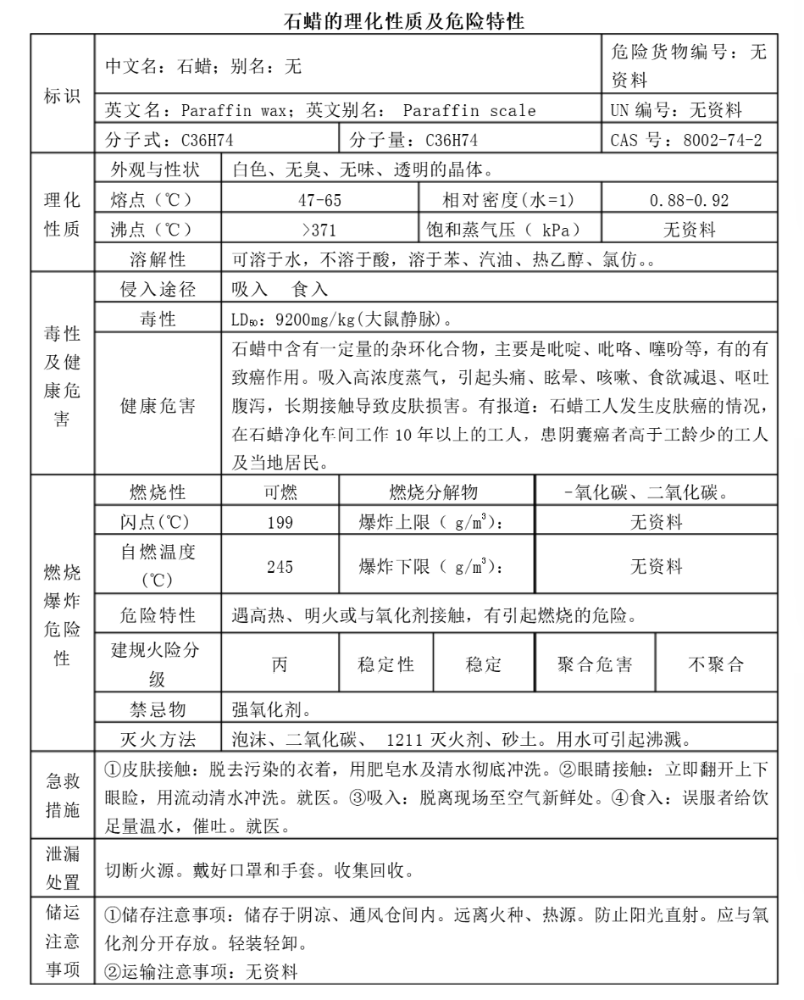 石蜡的理化性质及危险特性
标识
中文名：石蜡；别名：无
危险货物编号：无
资料
英文名：Paraffin wax；英文别名： Paraffin scale
UN 编号：无资料
分子式：C36H74
分子量：C36H74
CAS 号：8002-74-2
理化
性质
外观与性状
白色、无臭、无味、透明的晶体。
熔点（℃）
47-65
相对密度(水=1)
0.88-0.92
沸点（℃）
>371
饱和蒸气压（ kPa）
无资料
溶解性
可溶于水，不溶于酸，溶于苯、汽油、热乙醇、氯仿。。
毒性
及健
康危
害
侵入途径
吸入 食入
毒性
LD₅₀：9200mg/kg(大鼠静脉)。
健康危害
石蜡中含有一定量的杂环化合物，主要是吡啶、吡咯、噻吩等，有的有
致癌作用。吸入高浓度蒸气，引起头痛、眩晕、咳嗽、食欲减退、呕吐
腹泻，长期接触导致皮肤损害。有报道：石蜡工人发生皮肤癌的情况，
在石蜡净化车间工作 10 年以上的工人，患阴囊癌者高于工龄少的工人
及当地居民。
燃烧
爆炸
危险
性
燃烧性
可燃
燃烧分解物
-氧化碳、二氧化碳。
闪点(℃)
199
爆炸上限（ g/m³）：
无资料
自燃温度
(℃)
245
爆炸下限（ g/m³）：
无资料
危险特性
遇高热、明火或与氧化剂接触，有引起燃烧的危险。
建规火险分
级
丙
稳定性
稳定
聚合危害
不聚合
禁忌物
强氧化剂。
灭火方法
泡沫、二氧化碳、 1211 灭火剂、砂土。用水可引起沸溅。
急救
措施
①皮肤接触：脱去污染的衣着，用肥皂水及清水彻底冲洗。②眼睛接触：立即翻开上下
眼睑，用流动清水冲洗。就医。③吸入：脱离现场至空气新鲜处。④食入：误服者给饮
足量温水，催吐。就医。
泄漏
处置
切断火源。戴好口罩和手套。收集回收。
储运
注意
事项
①储存注意事项：储存于阴凉、通风仓间内。远离火种、热源。防止阳光直射。应与氧
化剂分开存放。轻装轻卸。
②运输注意事项：无资料